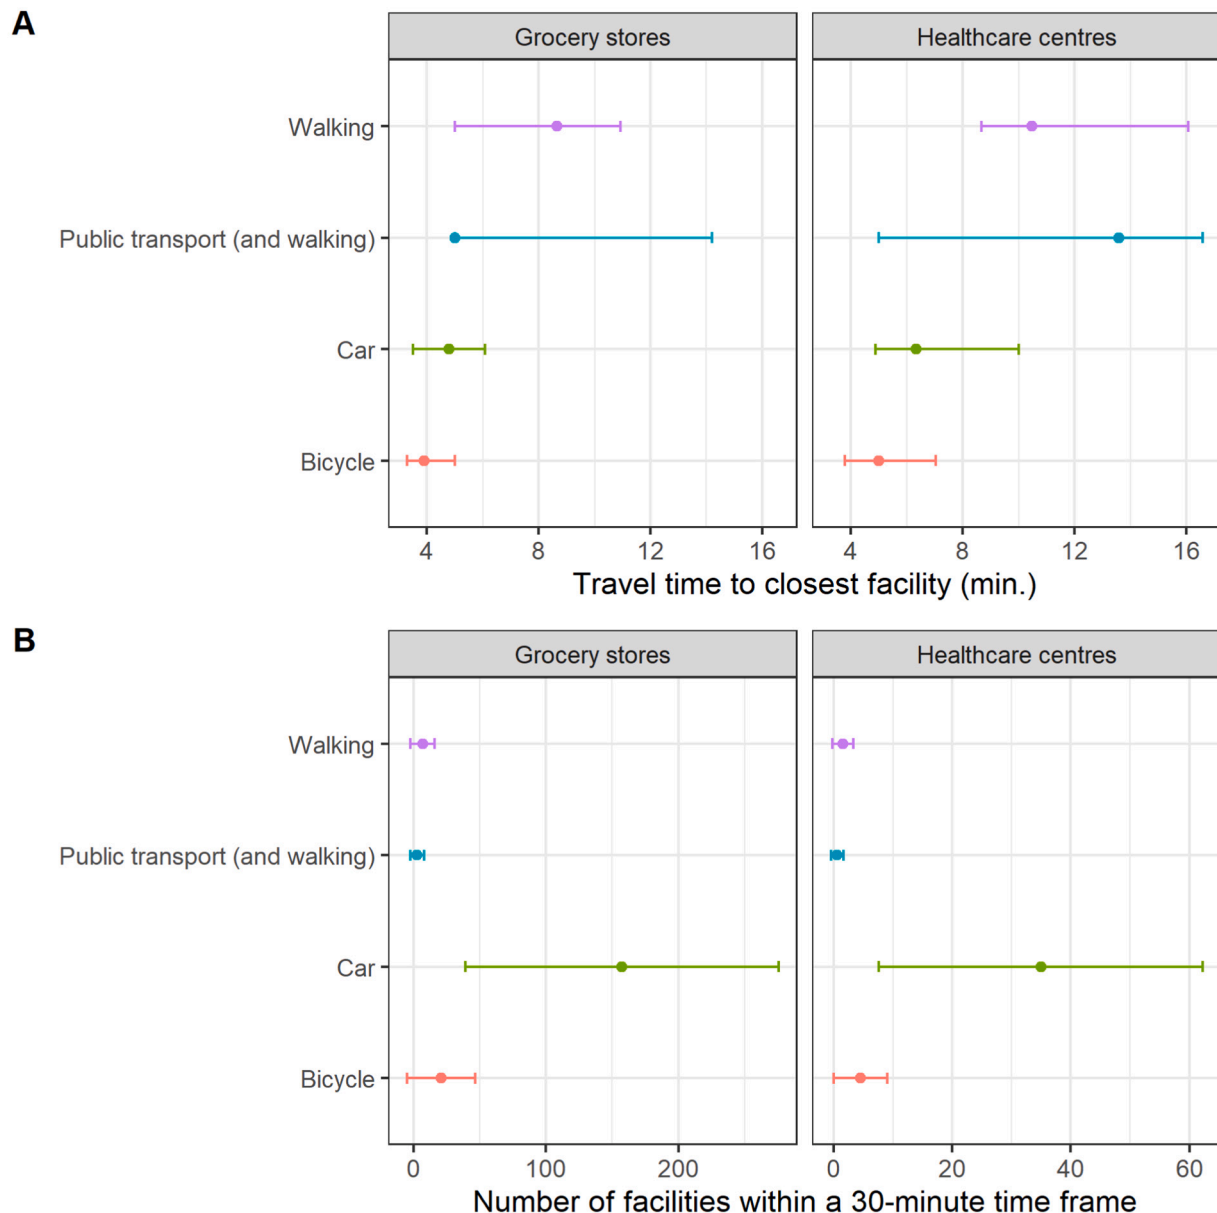 A
Grocery stores
Healthcare centres
Walking
Public transport (and walking)
Car
Bicycle
4 8 12 16
4 8 12 16
Travel time to closest facility (min.)
B
Grocery stores
Healthcare centres
Walking
Public transport (and walking)
Car
Bicycle
0 100 200
0 20 40 60
Number of facilities within a 30-minute time frame